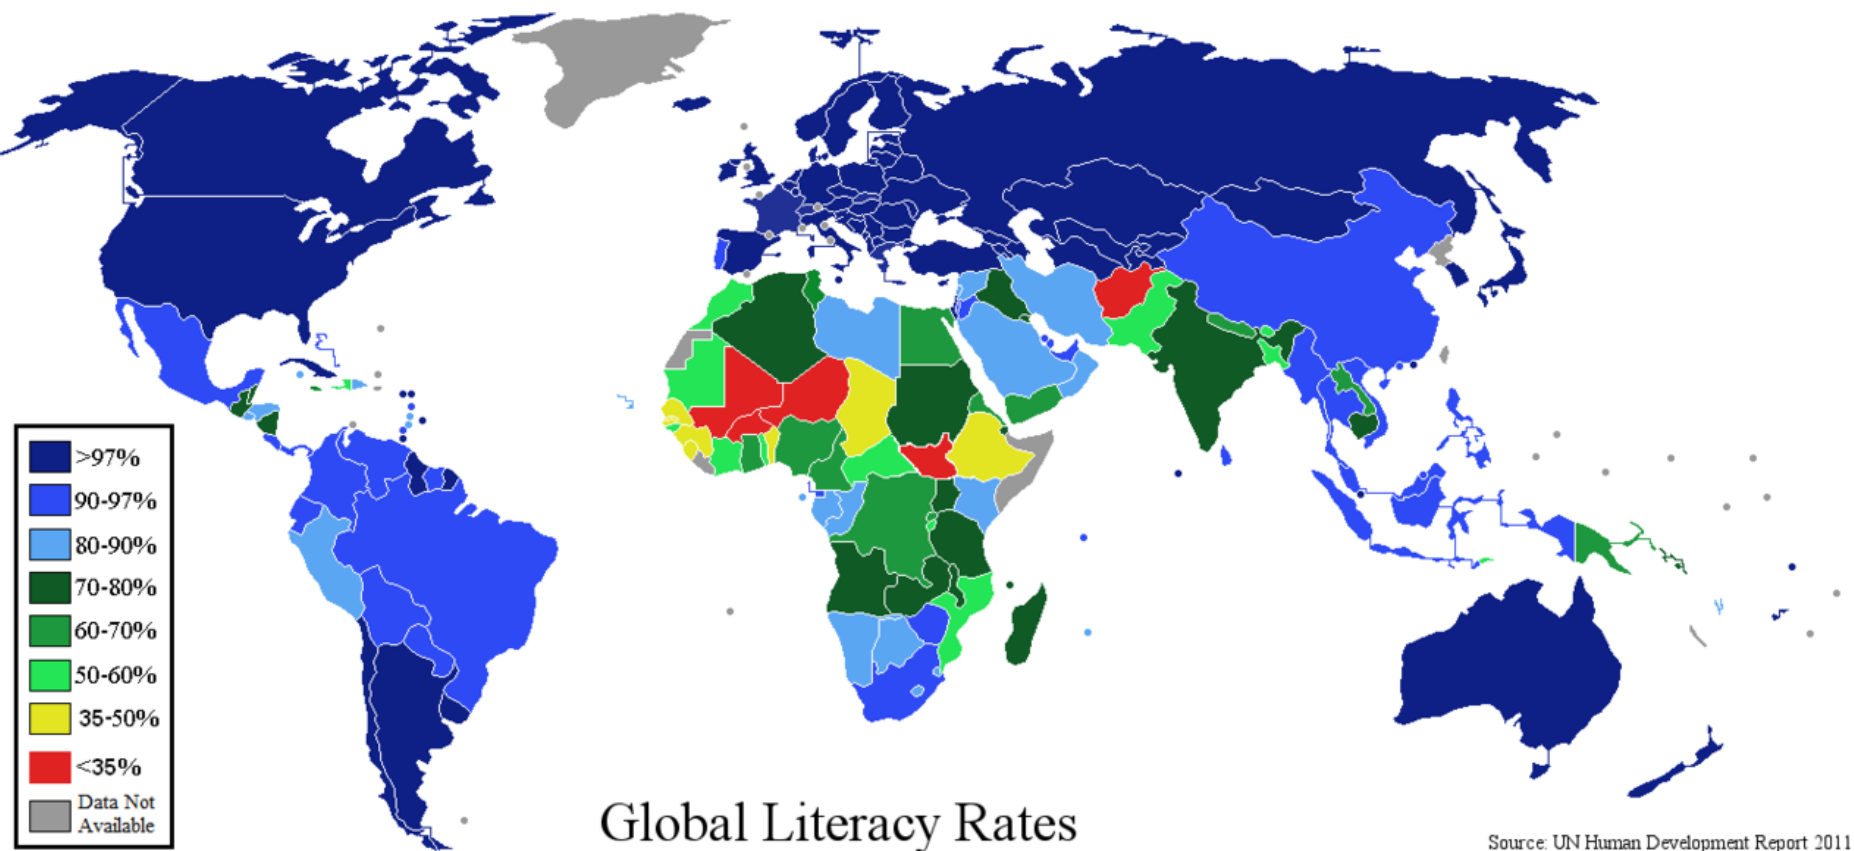 >97%
90-97%
80-90%
70-80%
60-70%
50-60%
35-50%
<35%
Data Not
Available
Global Literacy Rates
Source: UN Human Development Report 2011